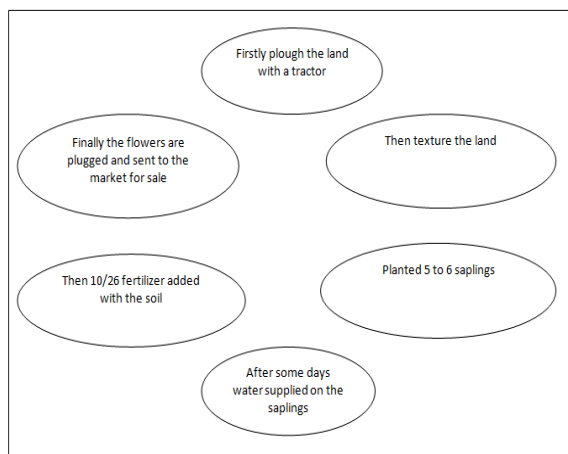 Firstly plough the land
with a tractor
Then texture the land
Planted 5 to 6 saplings
After some days
water supplied on the
saplings
Then 10/26 fertilizer added
with the soil
Finally the flowers are
plugged and sent to the
market for sale